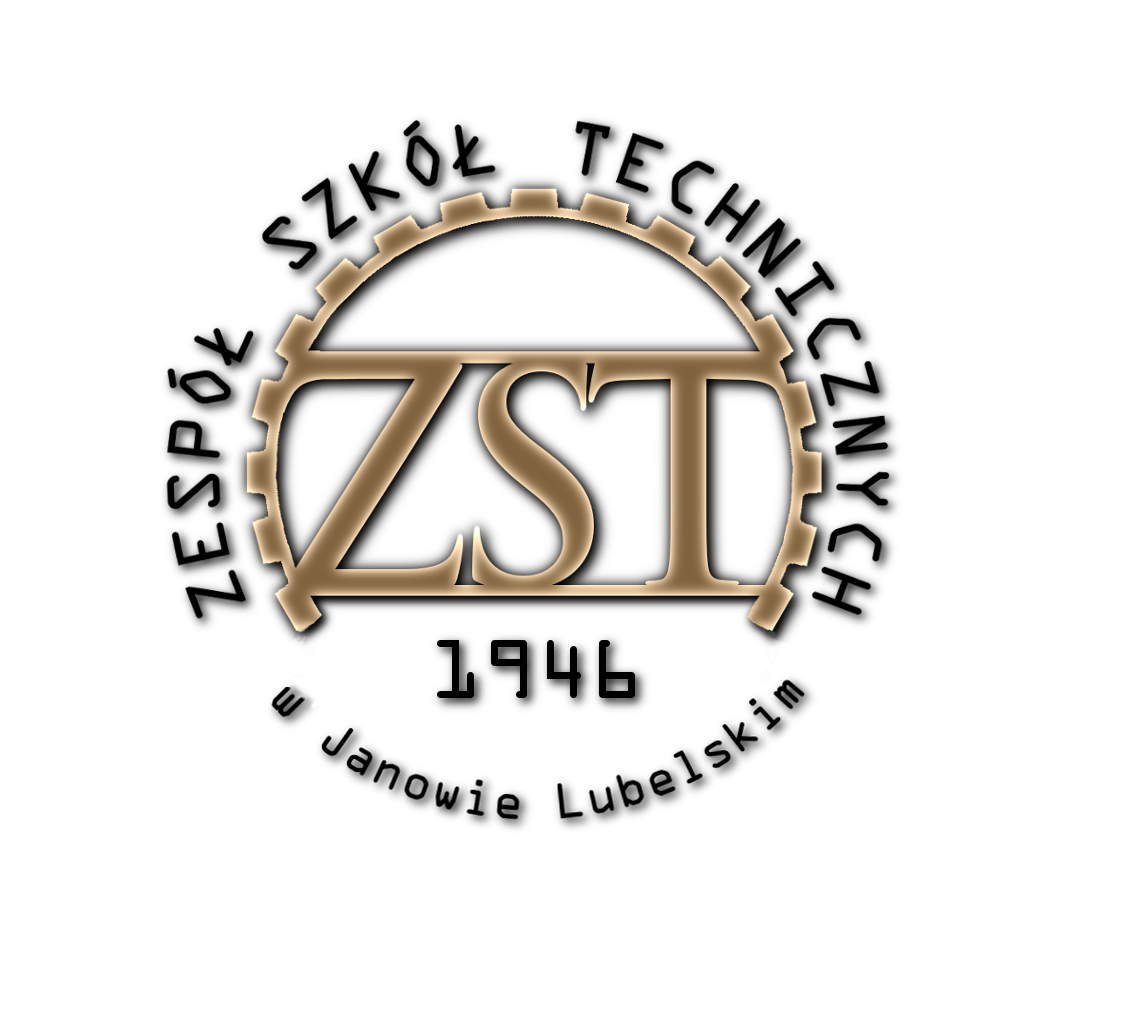 ZESPÓŁ SZKÓŁ TECHNICZNYCH
ZST
1946
w Janowie Lubelskim